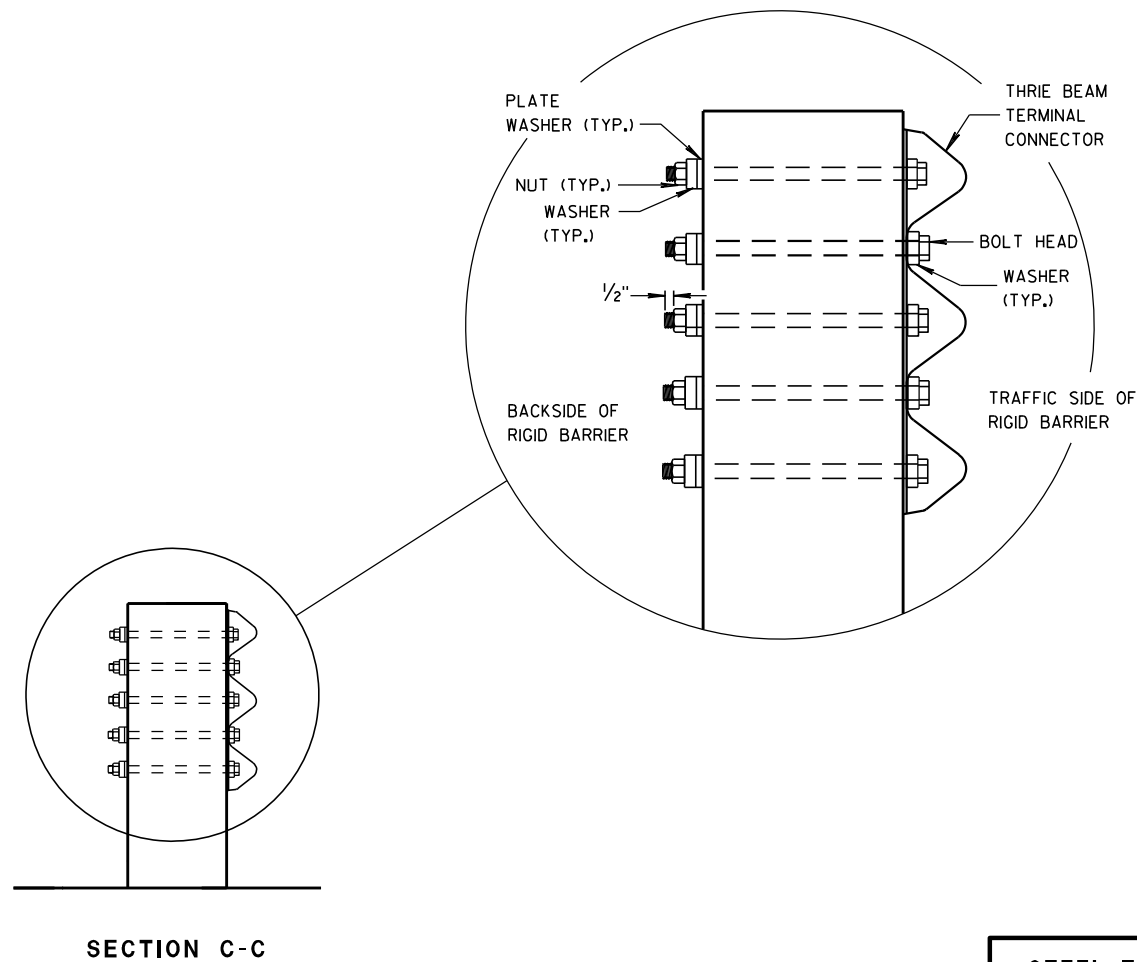 PLATE
WASHER (TYP.)
THRIE BEAM
TERMINAL
CONNECTOR
NUT (TYP.)
WASHER
(TYP.)
BOLT HEAD
WASHER
(TYP.)
1/2"
BACKSIDE OF
RIGID BARRIER
TRAFFIC SIDE OF
RIGID BARRIER
SECTION C-C